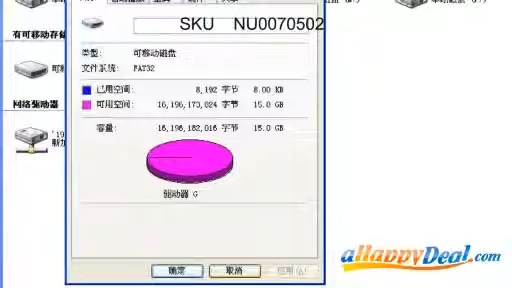 SKU NU0070502
有可移动存储
类型: 可移动磁盘
文件系统: FAT32
已用空间: 8,192 字节 8.00 KB
可用空间: 16,196,173,024 字节 15.0 GB
网络驱动器
容量: 16,196,182,016 字节 15.0 GB
驱动器 G
确定 取消 应用(A)
aHappyDeal.com